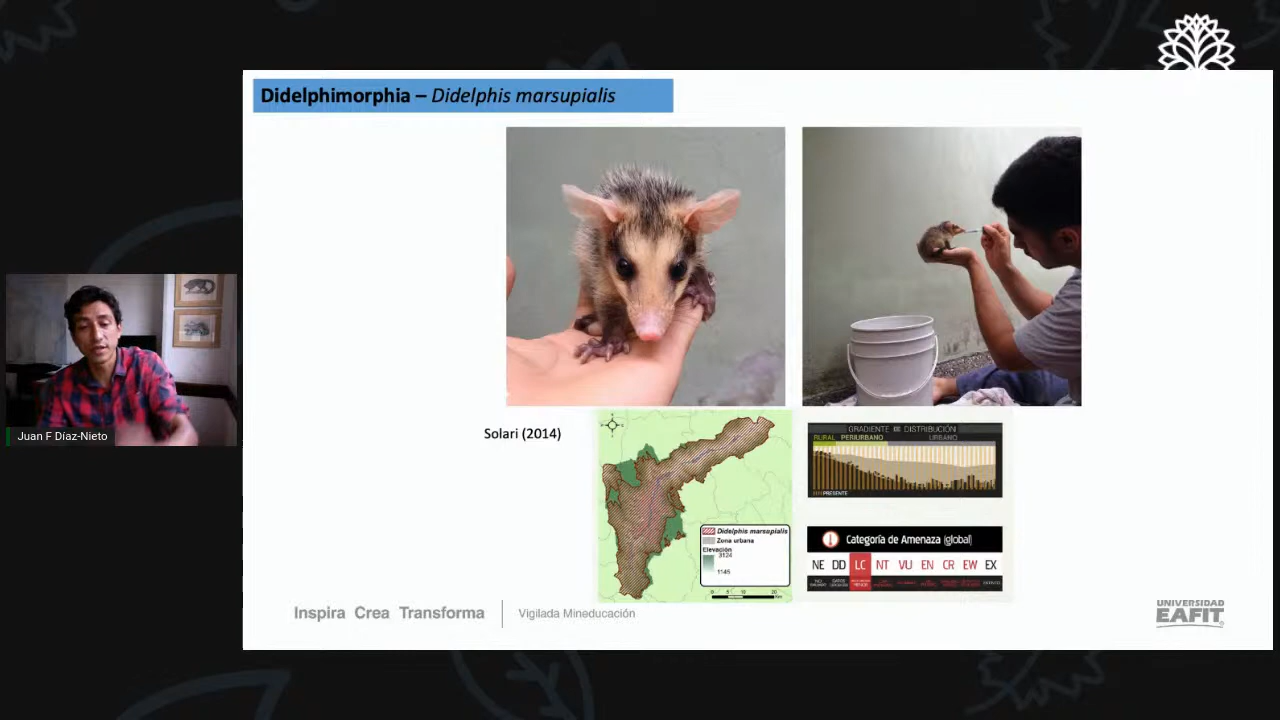 Didelphimorphia – Didelphis marsupialis
Juan F Díaz-Nieto
Solari (2014)
Didelphis marsupialis
Zona urbana
Elevación
3124
1145
GRADIENTE DE DISTRIBUCIÓN
RURAL PERIURBANO URBANO
PRESENTE
Categoría de Amenaza (global)
NE DD LC NT VU EN CR EW EX
Inspira Crea Transforma
Vigilada Mineducación
UNIVERSIDAD
EAFIT